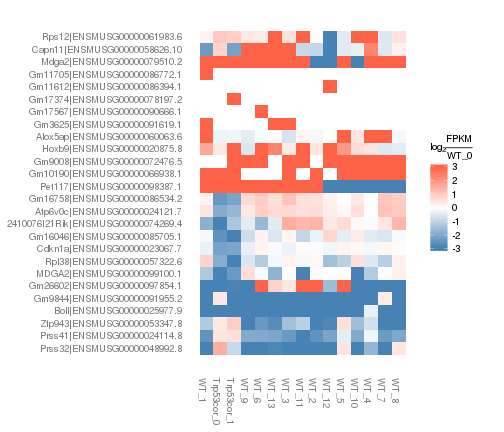 Rps12|ENSMUSG00000061983.6
Capn11|ENSMUSG00000058626.10
Mdga2|ENSMUSG00000079510.2
Gm11705|ENSMUSG00000086772.1
Gm11612|ENSMUSG00000086394.1
Gm17374|ENSMUSG00000078197.2
Gm17567|ENSMUSG00000090666.1
Gm3625|ENSMUSG00000091619.1
Alox5ap|ENSMUSG00000060063.6
Hoxb9|ENSMUSG00000020875.8
Gm9008|ENSMUSG00000072476.5
Gm10190|ENSMUSG00000066938.1
Pet117|ENSMUSG00000098387.1
Gm16758|ENSMUSG00000086534.2
Atp6v0c|ENSMUSG00000024121.7
2410076I21Rik|ENSMUSG00000074269.4
Gm16046|ENSMUSG00000085705.1
Cdkn1a|ENSMUSG00000023067.7
Rpl38|ENSMUSG00000057322.6
MDGA2|ENSMUSG00000099100.1
Gm26602|ENSMUSG00000097854.1
Gm9844|ENSMUSG00000091955.2
Boll|ENSMUSG00000025977.9
Zfp943|ENSMUSG00000053347.8
Prss41|ENSMUSG00000024114.8
Prss32|ENSMUSG00000048992.8
WT_1
Trp53cor_0
Trp53cor_1
WT_9
WT_6
WT_13
WT_3
WT_11
WT_2
WT_12
WT_5
WT_10
WT_4
WT_7
WT_8
log2 FPKM
WT_0
3
2
1
0
-1
-2
-3